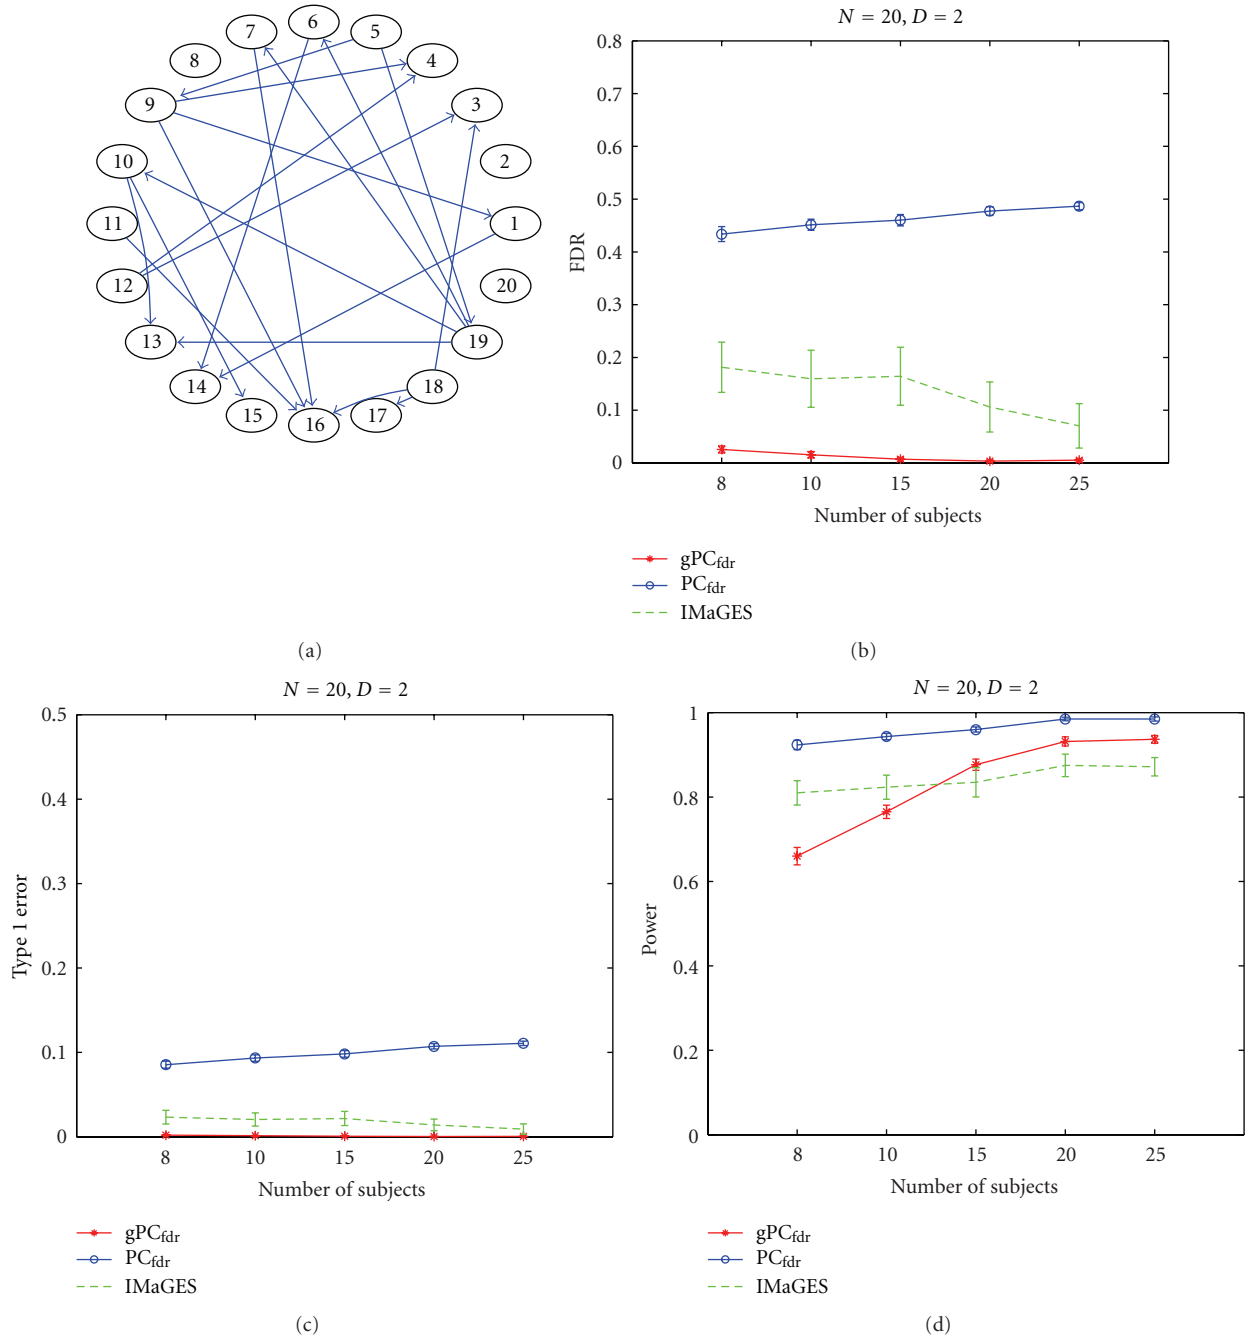 6
7
5
8
4
9
3
10
2
11
1
12
20
13
19
14
18
15
17
16
(a)
N = 20, D = 2
0.8
0.7
0.6
0.5
0.4
0.3
0.2
0.1
0
FDR
8 10 15 20 25
Number of subjects
gPCfdr
PCfdr
IMaGES
(b)
N = 20, D = 2
0.5
0.4
0.3
0.2
0.1
0
Type 1 error
8 10 15 20 25
Number of subjects
gPCfdr
PCfdr
IMaGES
(c)
N = 20, D = 2
1
0.8
0.6
0.4
0.2
0
Power
8 10 15 20 25
Number of subjects
gPCfdr
PCfdr
IMaGES
(d)